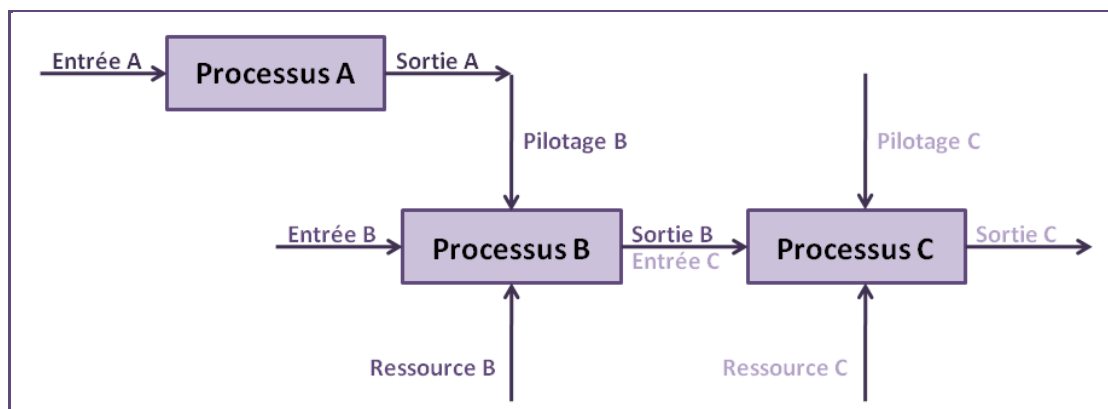 Entrée A
Processus A
Sortie A
Pilotage B
Pilotage C
Entrée B
Processus B
Sortie B
Entrée C
Processus C
Sortie C
Ressource B
Ressource C